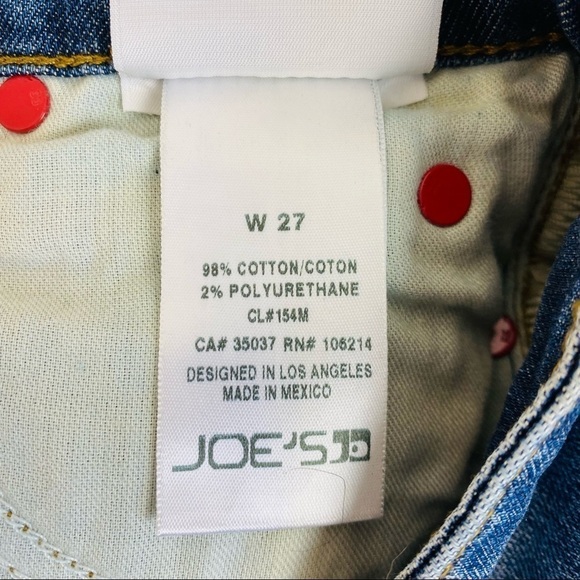 W 27
98% COTTON/COTON
2% POLYURETHANE
CL#154M
CA# 35037 RN# 106214
DESIGNED IN LOS ANGELES
MADE IN MEXICO
JOE'S